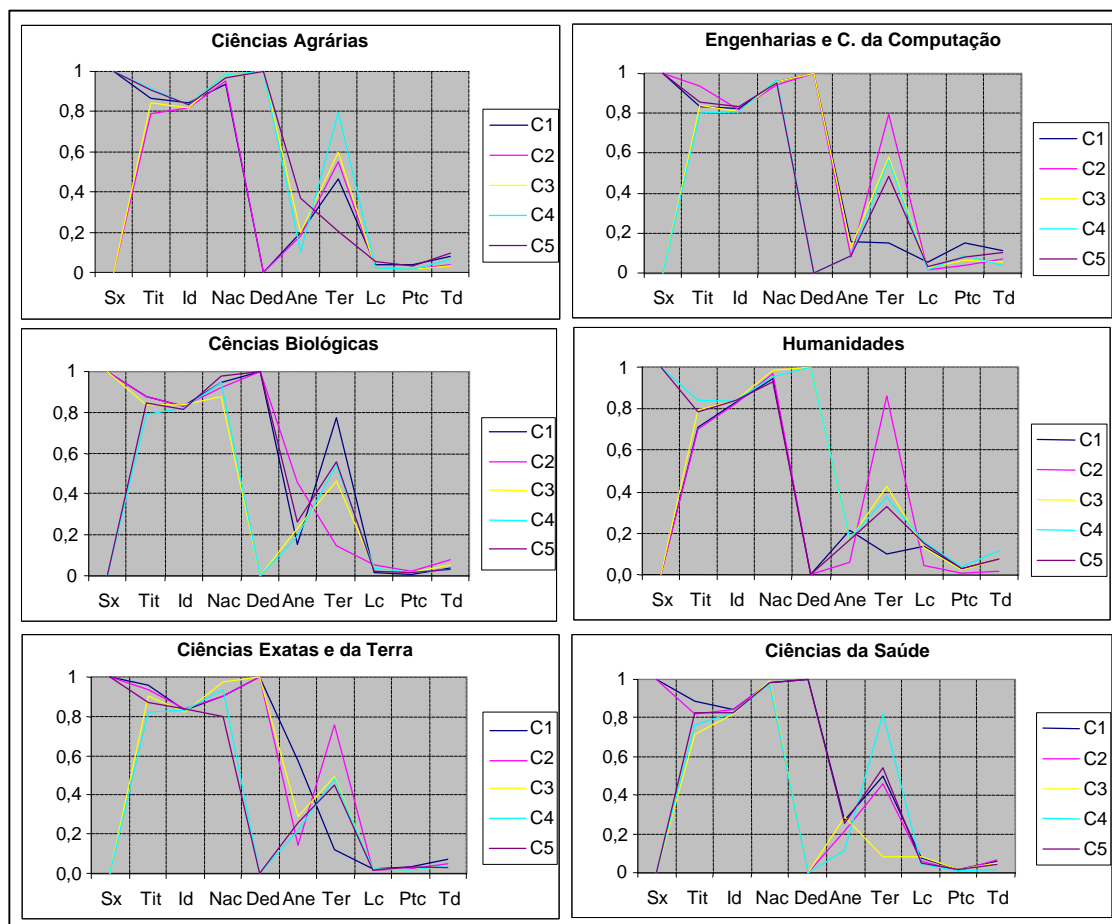 Ciências Agrárias
1
0,8
0,6
0,4
0,2
0
Sx Tit Id Nac Ded Ane Ter Lc Ptc Td
C1
C2
C3
C4
C5
Engenharias e C. da Computação
1
0,8
0,6
0,4
0,2
0
Sx Tit Id Nac Ded Ane Ter Lc Ptc Td
C1
C2
C3
C4
C5
Cências Biológicas
1
0,8
0,6
0,4
0,2
0
Sx Tit Id Nac Ded Ane Ter Lc Ptc Td
C1
C2
C3
C4
C5
Humanidades
1
0,8
0,6
0,4
0,2
0,0
Sx Tit Id Nac Ded Ane Ter Lc Ptc Td
C1
C2
C3
C4
C5
Ciências Exatas e da Terra
1
0,8
0,6
0,4
0,2
0,0
Sx Tit Id Nac Ded Ane Ter Lc Ptc Td
C1
C2
C3
C4
C5
Ciências da Saúde
1
0,8
0,6
0,4
0,2
0
Sx Tit Id Nac Ded Ane Ter Lc Ptc Td
C1
C2
C3
C4
C5